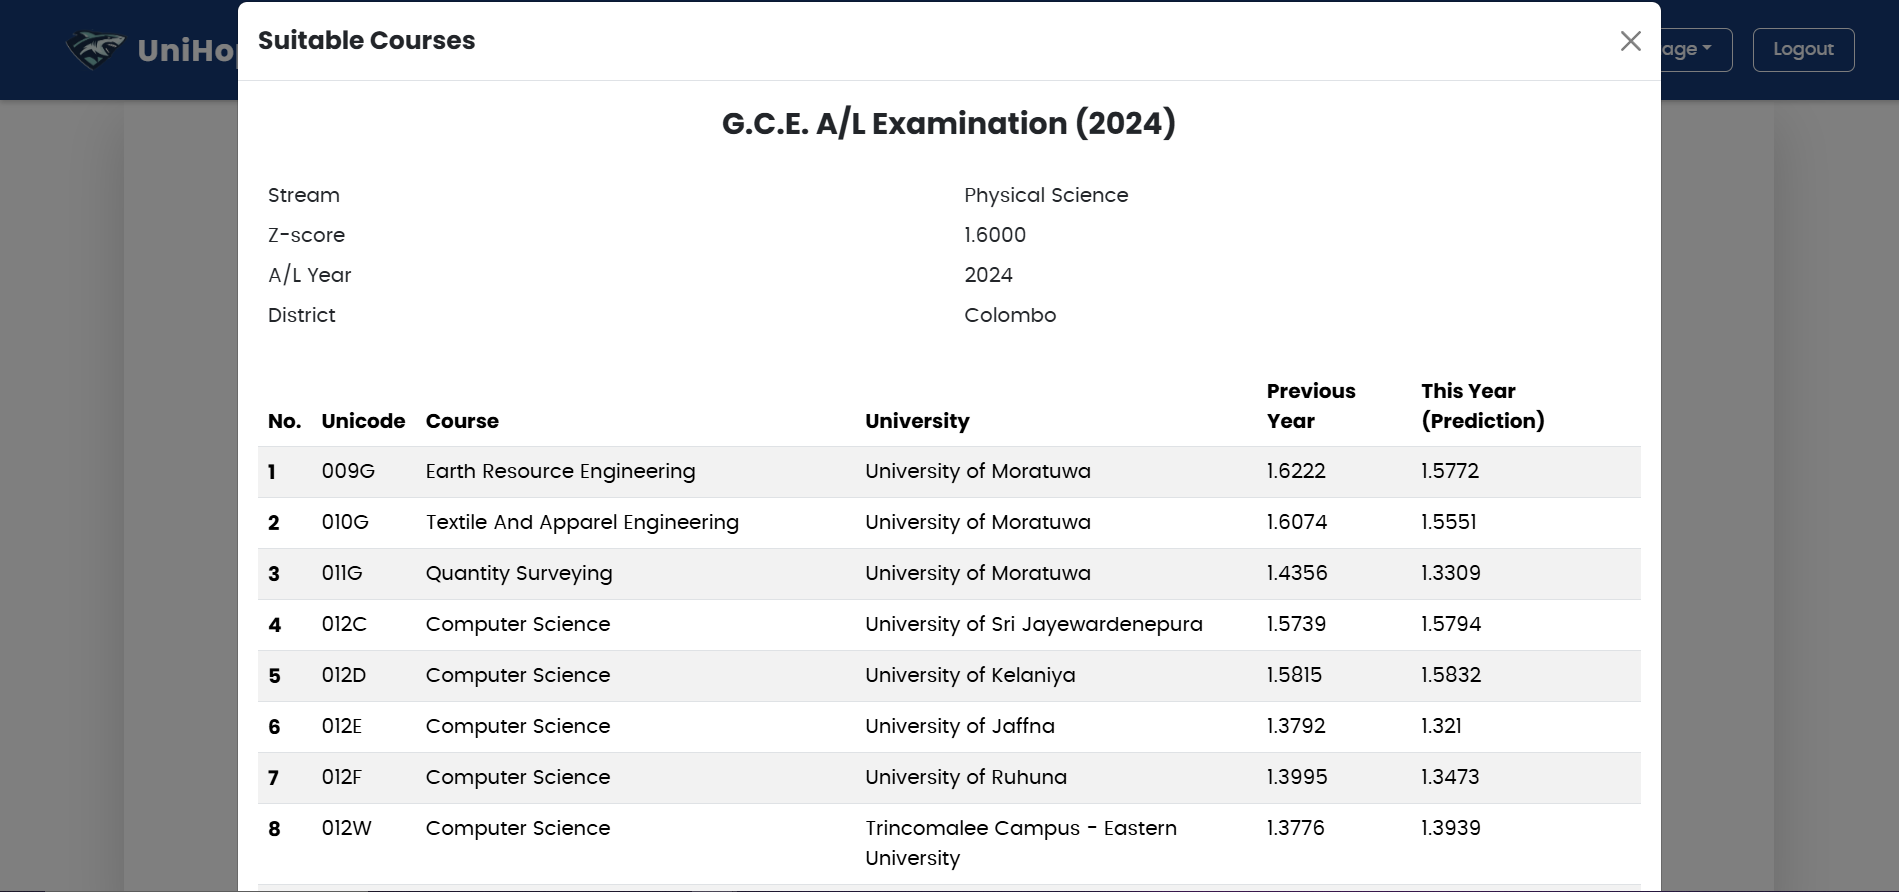 UniHop
Suitable Courses
age
Logout
G.C.E. A/L Examination (2024)
Stream Physical Science
Z-score 1.6000
A/L Year 2024
District Colombo
No. Unicode Course University Previous Year This Year (Prediction)
1 009G Earth Resource Engineering University of Moratuwa 1.6222 1.5772
2 010G Textile And Apparel Engineering University of Moratuwa 1.6074 1.5551
3 011G Quantity Surveying University of Moratuwa 1.4356 1.3309
4 012C Computer Science University of Sri Jayewardenepura 1.5739 1.5794
5 012D Computer Science University of Kelaniya 1.5815 1.5832
6 012E Computer Science University of Jaffna 1.3792 1.321
7 012F Computer Science University of Ruhuna 1.3995 1.3473
8 012W Computer Science Trincomalee Campus - Eastern University 1.3776 1.3939